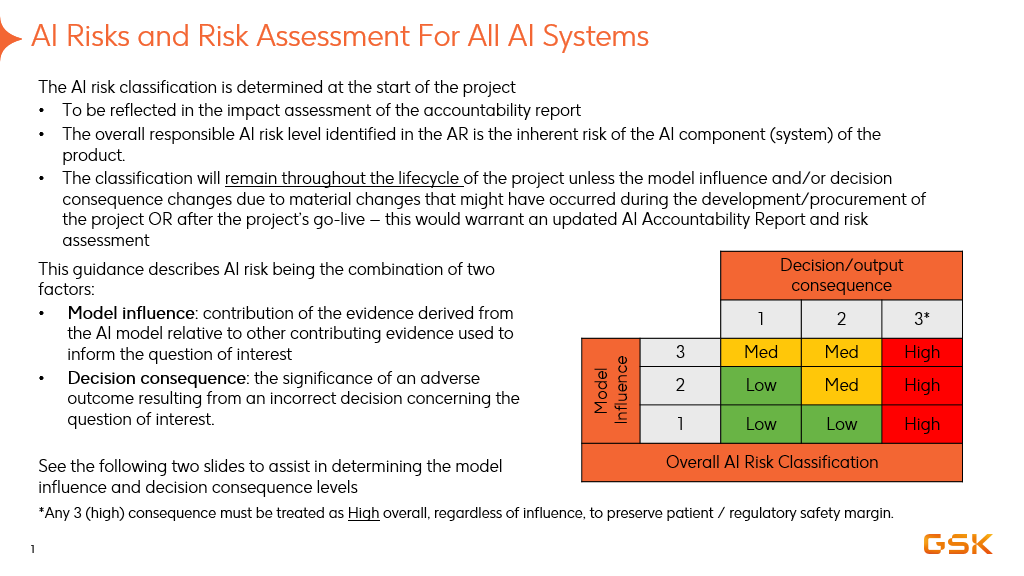 AI Risks and Risk Assessment For All AI Systems
The AI risk classification is determined at the start of the project
• To be reflected in the impact assessment of the accountability report
• The overall responsible AI risk level identified in the AR is the inherent risk of the AI component (system) of the
product.
• The classification will remain throughout the lifecycle of the project unless the model influence and/or decision
consequence changes due to material changes that might have occurred during the development/procurement of
the project OR after the project's go-live – this would warrant an updated AI Accountability Report and risk
assessment
This guidance describes AI risk being the combination of two
factors:
• Model influence: contribution of the evidence derived from
the AI model relative to other contributing evidence used to
inform the question of interest
• Decision consequence: the significance of an adverse
outcome resulting from an incorrect decision concerning the
question of interest.
See the following two slides to assist in determining the model
influence and decision consequence levels
Decision/output
consequence
1 2 3*
Model
Influence
3 Med Med High
2 Low Med High
1 Low Low High
Overall AI Risk Classification
*Any 3 (high) consequence must be treated as High overall, regardless of influence, to preserve patient / regulatory safety margin.
1
GSK